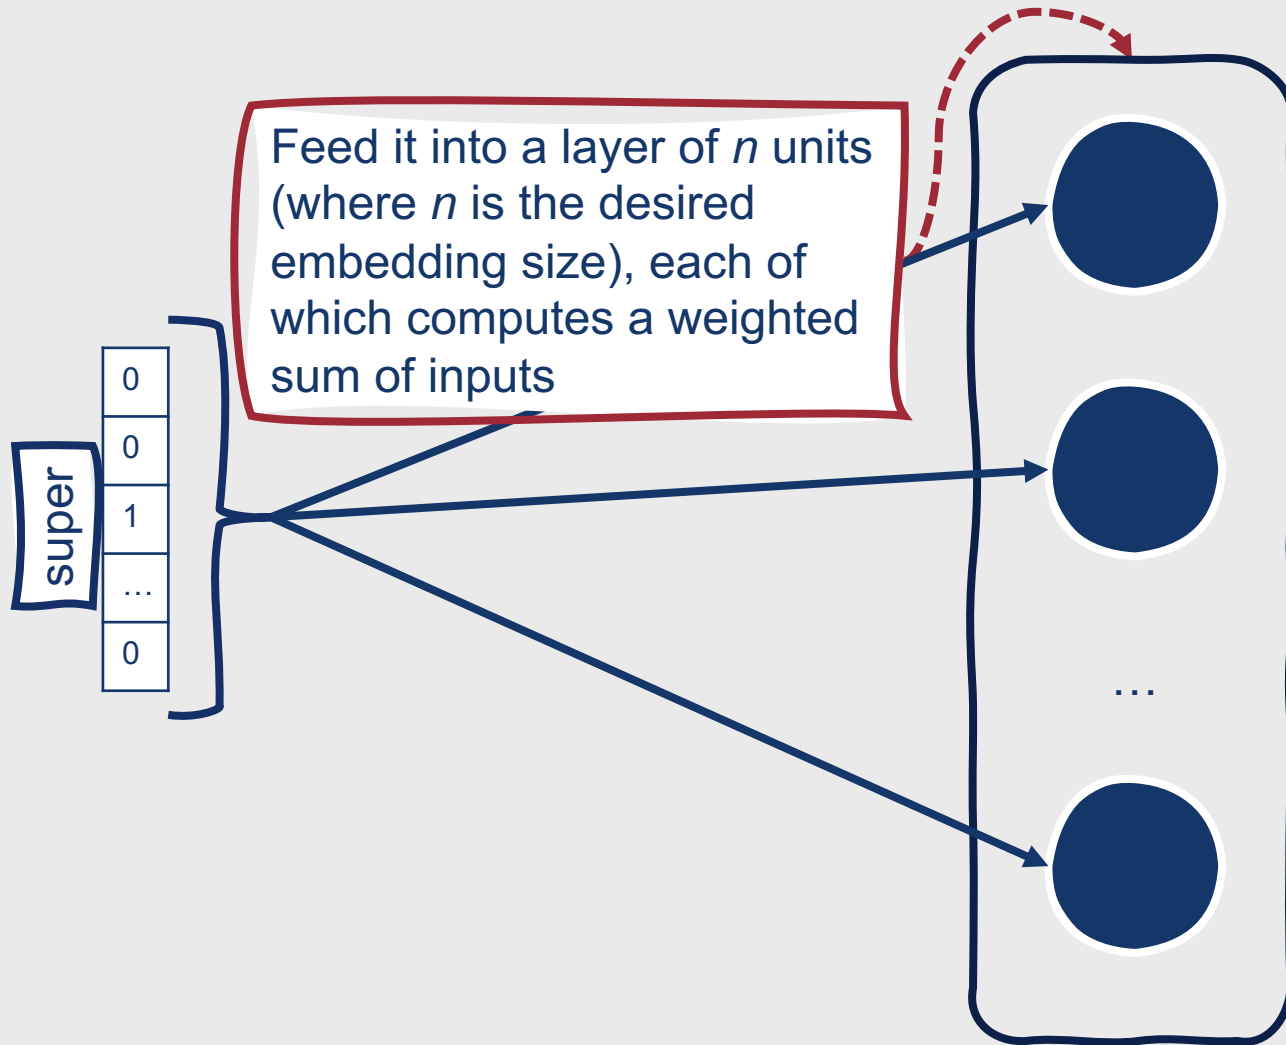 Feed it into a layer of n units
(where n is the desired
embedding size), each of
which computes a weighted
sum of inputs
super
0
0
1
…
0
…